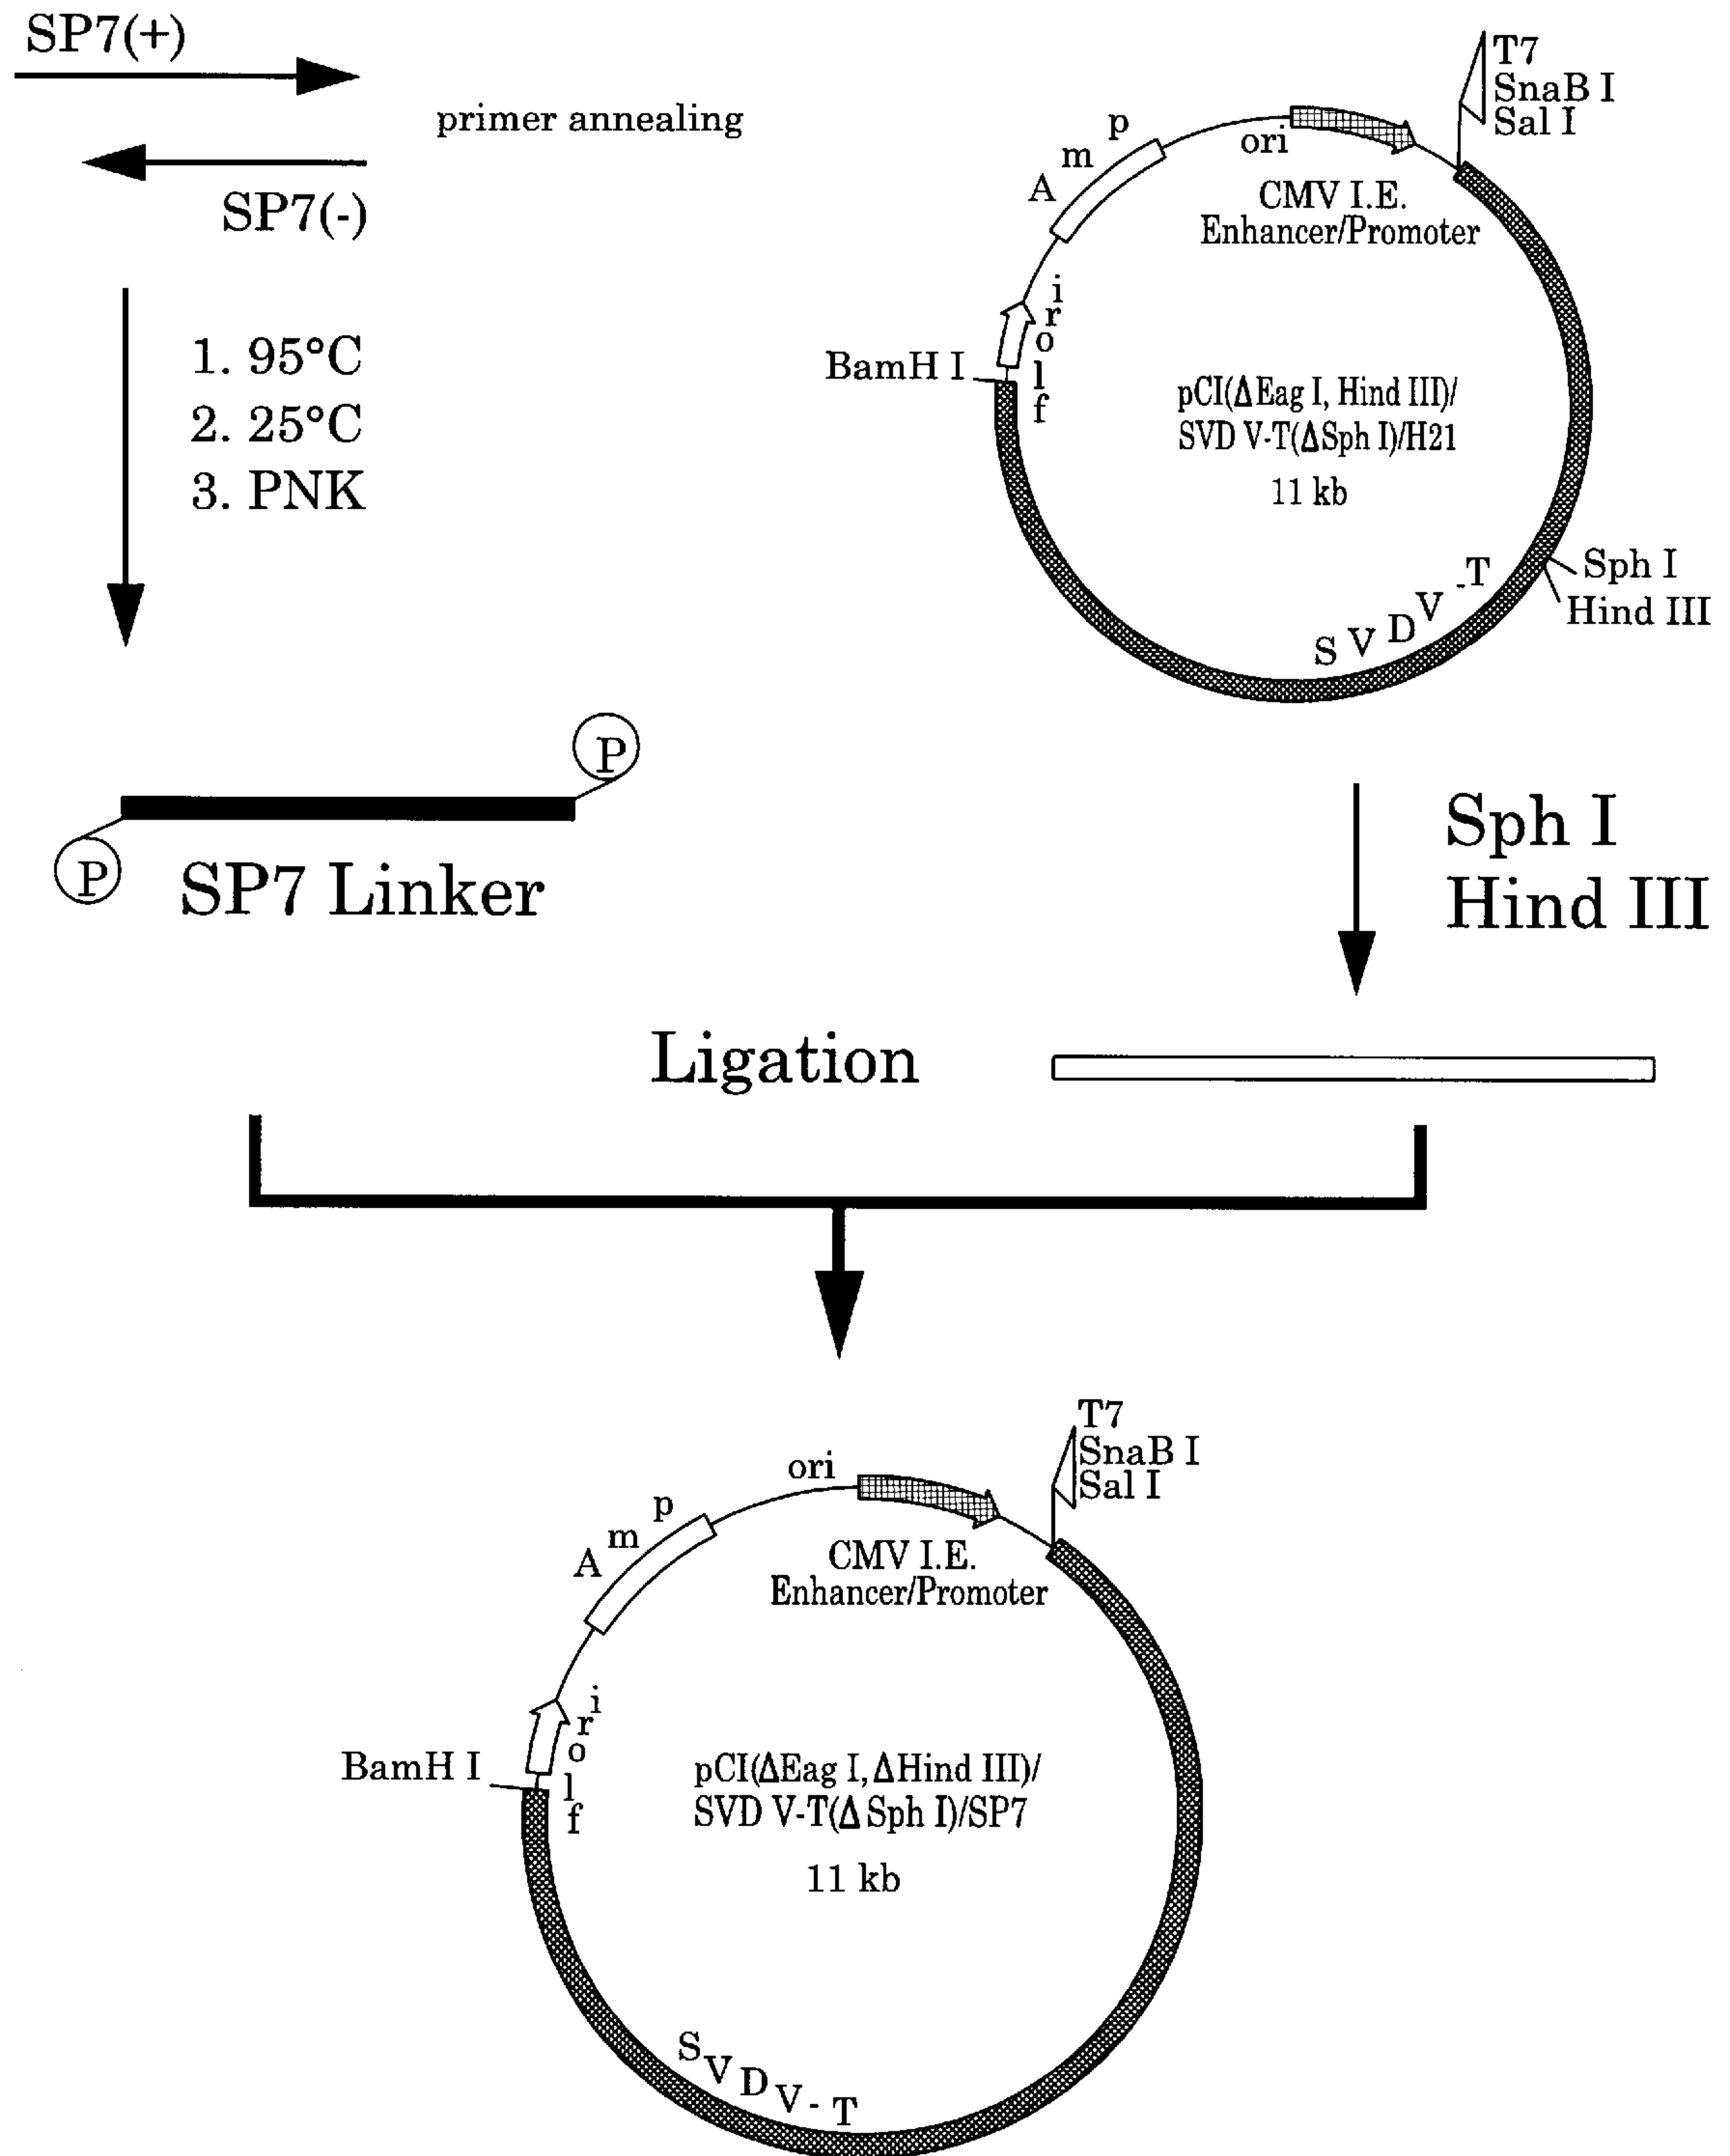 SP7(+)
primer annealing
SP7(-)
1. 95°C
2. 25°C
3. PNK
P
P
SP7 Linker
T7
SnaB I
Sal I
ori
Amp
CMV I.E.
Enhancer/Promoter
f1 ori
BamH I
pCI(ΔEag I, Hind III)/
SVD V-T(ΔSph I)/H21
11 kb
SVDV-T
Sph I
Hind III
Sph I
Hind III
Ligation
T7
SnaB I
Sal I
ori
Amp
CMV I.E.
Enhancer/Promoter
f1 ori
BamH I
pCI(ΔEag I, ΔHind III)/
SVD V-T(Δ Sph I)/SP7
11 kb
SVDV-T